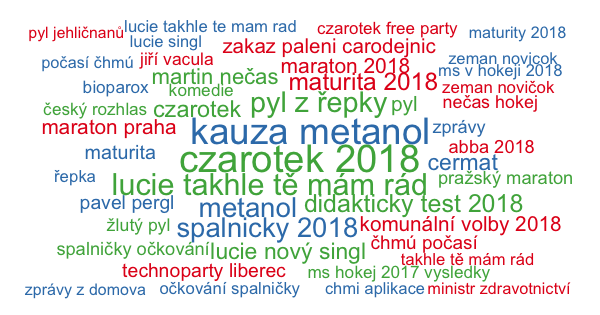 pyl jehličnanů
lucie takhle te mam rad
czarotek free party
maturity 2018
lucie singl
zakaz paleni carodejnic
počasí čhmú
jiří vacula
maraton 2018
zeman novicok
ms v hokeji 2018
martin nečas
maturita 2018
bioparox
komedie
zeman novičok
český rozhlas
czarotek
pyl z řepky
pyl
nečas hokej
maraton praha
kauza metanol
zprávy
maturita
czarotek 2018
abba 2018
cermat
řepka
lucie takhle tě mám rád
pražský maraton
pavel pergl
metanol
didakticky test 2018
žlutý pyl
spalnicky 2018
komunální volby 2018
spalničky očkování
lucie nový singl
čhmú počasí
takhle tě mám rád
technoparty liberec
ms hokej 2017 vysledky
zprávy z domova
očkování spalničky
chmi aplikace
ministr zdravotnictví